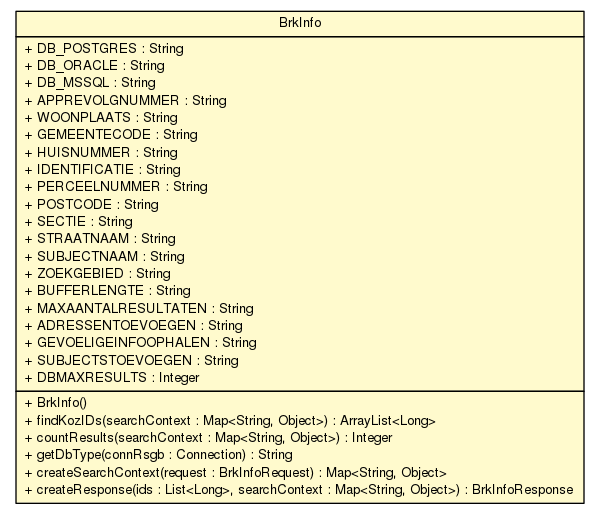 BrkInfo
+ DB_POSTGRES : String
+ DB_ORACLE : String
+ DB_MSSQL : String
+ APPREVOLGNUMMER : String
+ WOONPLAATS : String
+ GEMEENTECODE : String
+ HUISNUMMER : String
+ IDENTIFICATIE : String
+ PERCEELNUMMER : String
+ POSTCODE : String
+ SECTIE : String
+ STRAATNAAM : String
+ SUBJECTNAAM : String
+ ZOEKGEBIED : String
+ BUFFERLENGTE : String
+ MAXAANTALRESULTATEN : String
+ ADRESSENTOEVOEGEN : String
+ GEVOELIGEINFOOPHALEN : String
+ SUBJECTSTOEVOEGEN : String
+ DBMAXRESULTS : Integer
+ BrkInfo()
+ findKozIDs(searchContext : Map<String, Object>) : ArrayList<Long>
+ countResults(searchContext : Map<String, Object>) : Integer
+ getDbType(connRsgb : Connection) : String
+ createSearchContext(request : BrkInfoRequest) : Map<String, Object>
+ createResponse(ids : List<Long>, searchContext : Map<String, Object>) : BrkInfoResponse